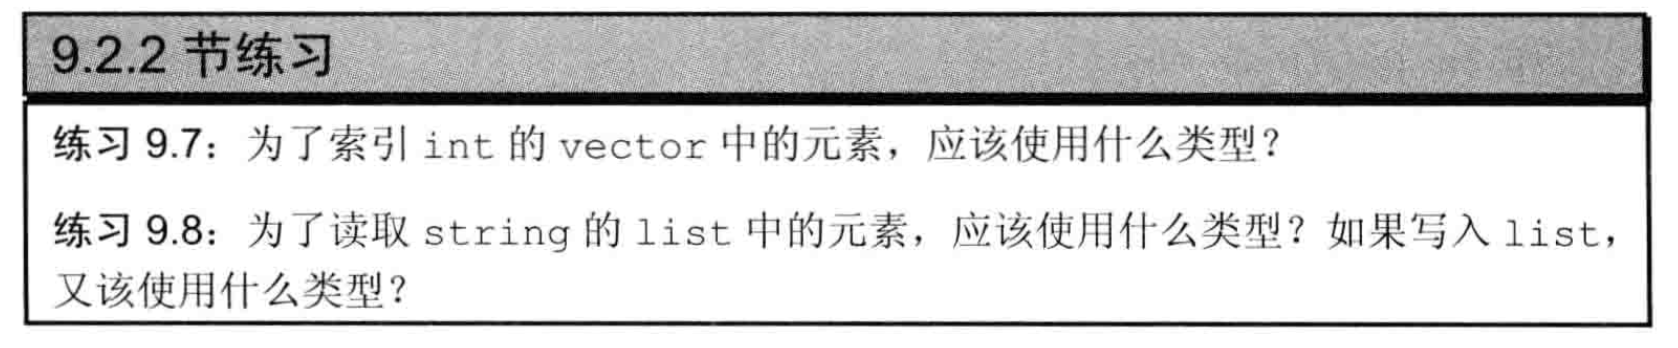 9.2.2 节练习
练习 9.7：为了索引 int 的 vector 中的元素，应该使用什么类型？
练习 9.8：为了读取 string 的 list 中的元素，应该使用什么类型？如果写入 list，
又该使用什么类型？